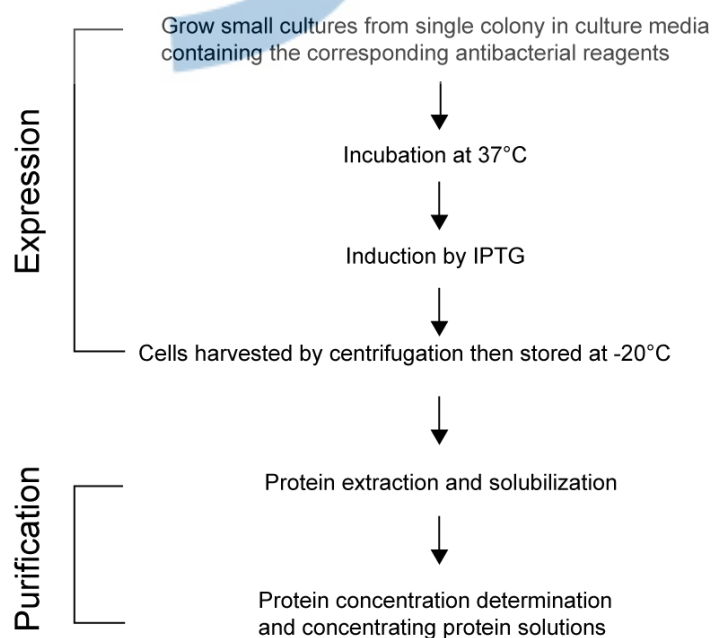 Expression
Grow small cultures from single colony in culture media
containing the corresponding antibacterial reagents
Incubation at 37°C
Induction by IPTG
Cells harvested by centrifugation then stored at -20°C
Purification
Protein extraction and solubilization
Protein concentration determination
and concentrating protein solutions